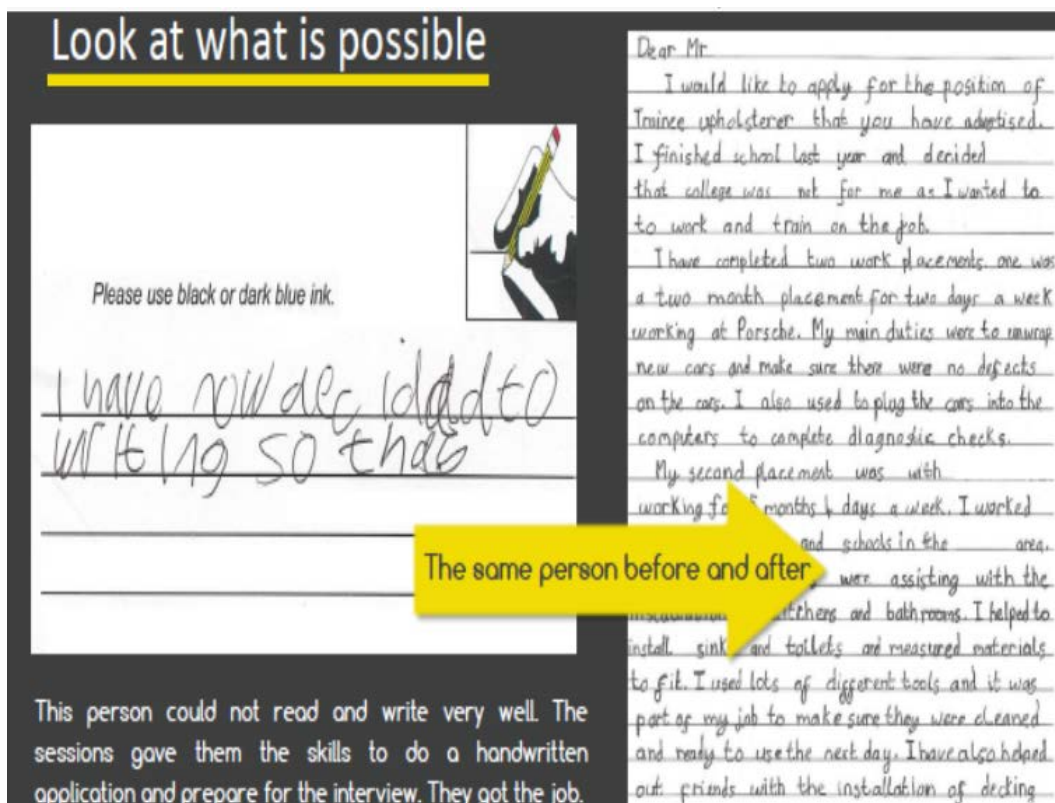 Look at what is possible
Please use black or dark blue ink.
I have now decidedd to
writing so that
The same person before and after
This person could not read and write very well. The
sessions gave them the skills to do a handwritten
application and prepare for the interview. They got the job.
Dear Mr
I would like to apply for the position of
Trainee upholsterer that you have advertised.
I finished school last year and decided
that college was not for me as I wanted to
to work and train on the job.
I have completed two work placements. one was
a two month placement for two days a week
working at Porsche. My main duties were to unwrap
new cars and make sure there were no defects
on the cars. I also used to plug the cars into the
computers to complete diagnostic checks.
My second placement was with
working months 4 days a week. I worked
and schools in the area.
were assisting with the
kitchens and bathrooms. I helped to
install sinks and toilets and measured materials
to fit. I used lots of different tools and it was
part of my job to make sure they were cleaned
and ready to use the next day. I have also helped
out friends with the installation of decking